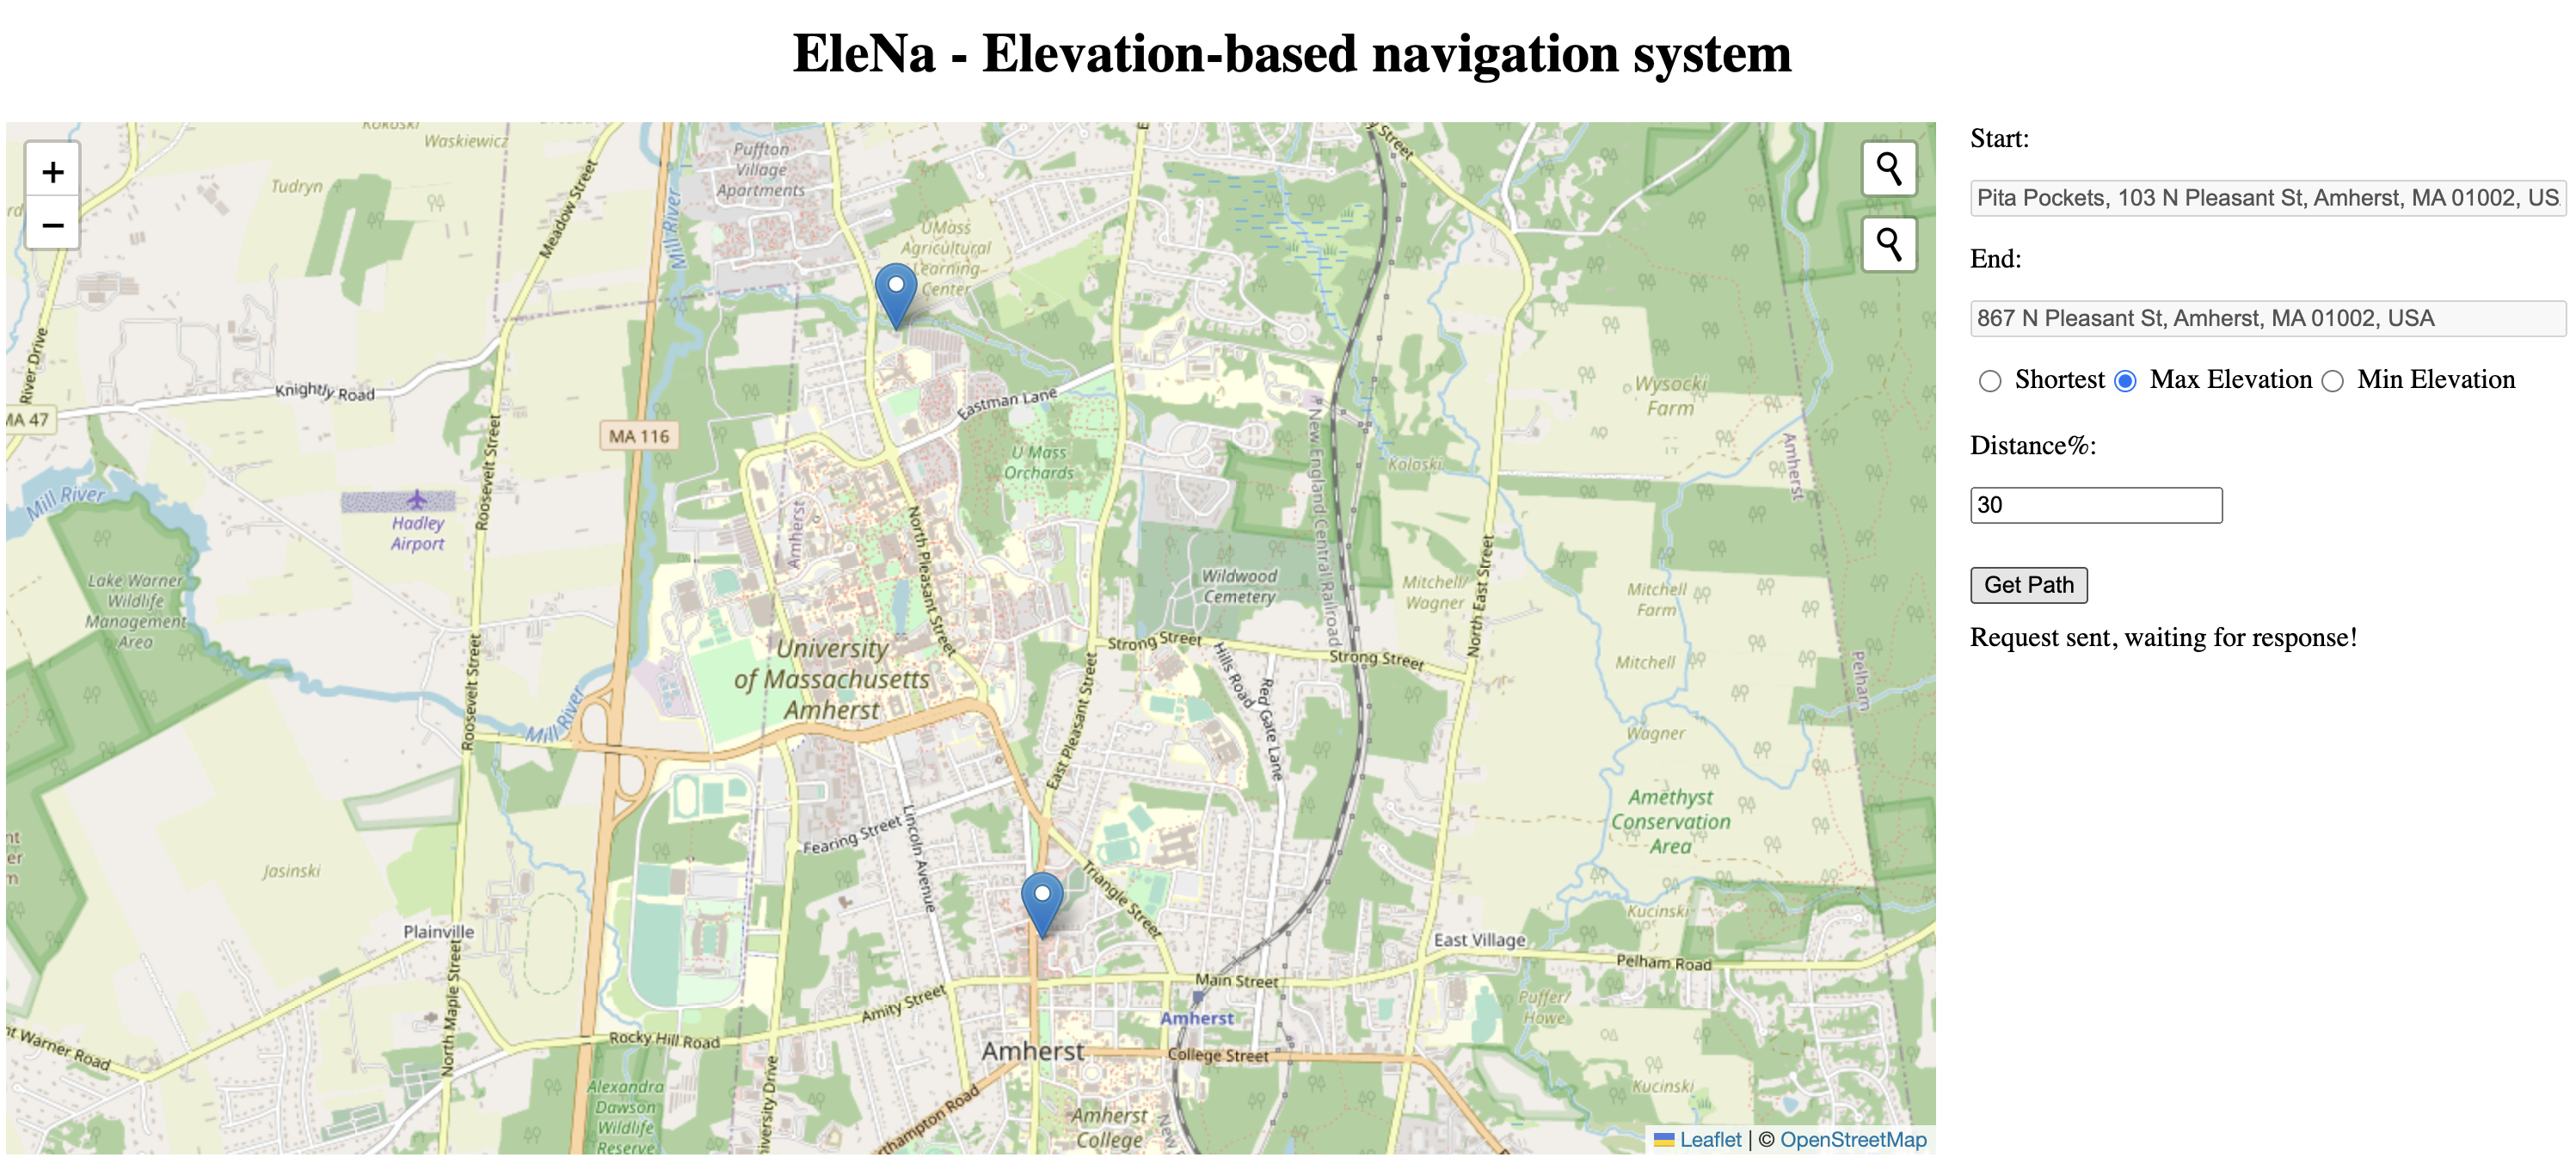 EleNa - Elevation-based navigation system
+
−
Kokoski
Waskiewicz
Tudryn
Meadow Street
Mill River
Puffton
Village
Apartments
UMass
Agricultural
Learning
Center
River Drive
MA 47
Knightly Road
Roosevelt Street
MA 116
Eastman Lane
U Mass
Orchards
Mill River
Hadley
Airport
Amherst
North Pleasant Street
New England Central Railroad
Koloski
Wysocki
Farm
Amherst
Lake Warner
Wildlife
Management
Area
Wildwood
Cemetery
Mitchell/
Wagner
North East Street
Mitchell
Farm
Roosevelt Street
University
of Massachusetts
Amherst
Strong Street
Strong Street
Hills Road
Red Gate Lane
East Pleasant Street
Mitchell
Pelham
Mill River
Wagner
Amethyst
Conservation
Area
Jasinski
Fearing Street
Lincoln Avenue
Triangle Street
Kucinski
Plainville
East Village
Pelham Road
Main Street
Amity Street
Puffer/
Howe
North Maple Street
Rocky Hill Road
Amherst
Amherst
College Street
nt Warner Road
Alexandra
Dawson
Wildlife
Reserve
niversity Drive
rthampton Road
Amherst
College
New
Kucinski
Leaflet | © OpenStreetMap
Start:
Pita Pockets, 103 N Pleasant St, Amherst, MA 01002, US
End:
867 N Pleasant St, Amherst, MA 01002, USA
Shortest Max Elevation Min Elevation
Distance%:
30
Get Path
Request sent, waiting for response!